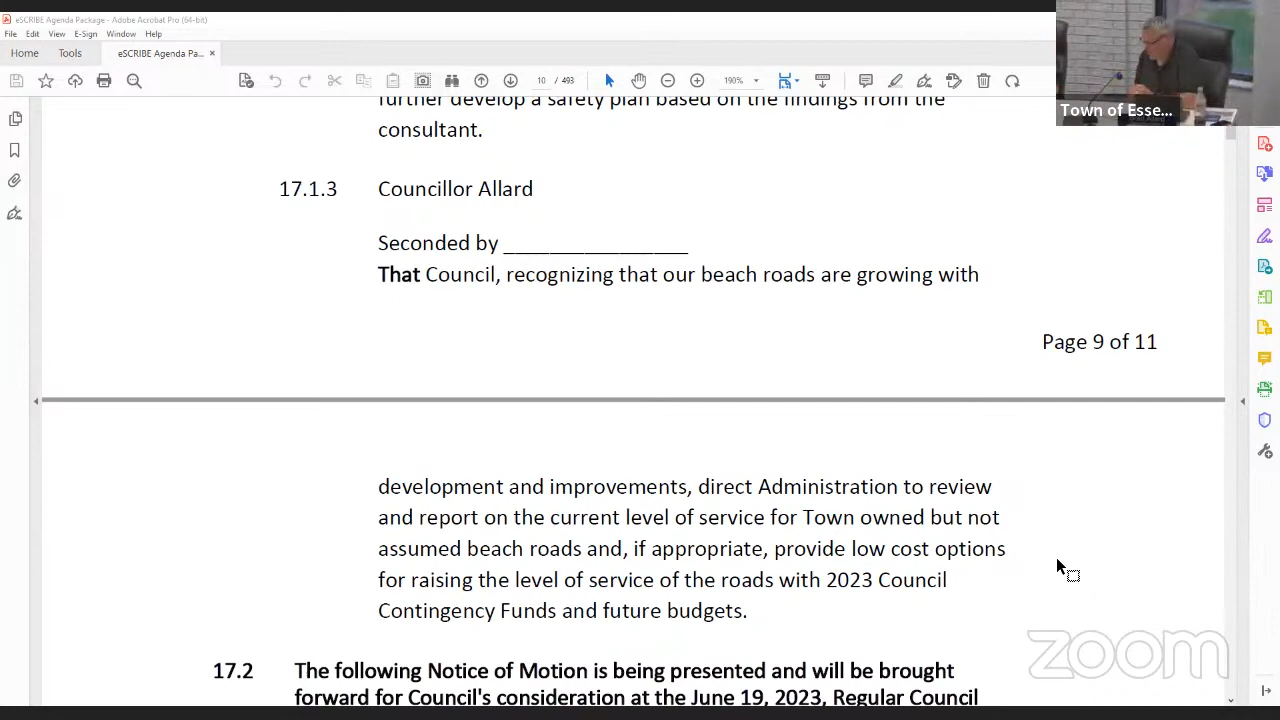 eSCRIBE Agenda Package - Adobe Acrobat Pro (64-bit)
File Edit View E-Sign Window Help
Home Tools eSCRIBE Agenda Pa... ×
10 / 493 190%
Town of Esse...
further develop a safety plan based on the findings from the
consultant.
17.1.3 Councillor Allard
Seconded by ________________
That Council, recognizing that our beach roads are growing with
Page 9 of 11
development and improvements, direct Administration to review
and report on the current level of service for Town owned but not
assumed beach roads and, if appropriate, provide low cost options
for raising the level of service of the roads with 2023 Council
Contingency Funds and future budgets.
zoom
17.2 The following Notice of Motion is being presented and will be brought
forward for Council's consideration at the June 19, 2023, Regular Council